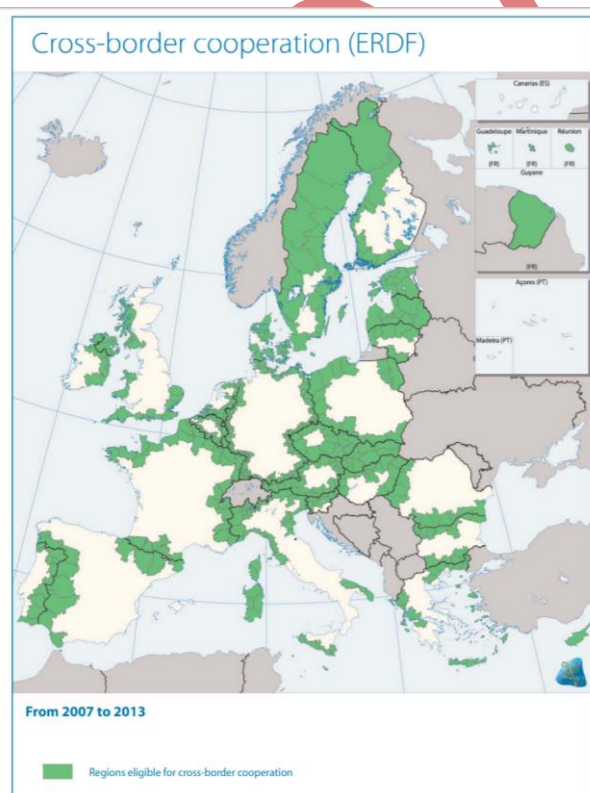 Cross-border cooperation (ERDF)
Canarias (ES)
Guadeloupe Martinique Réunion
(FR) (FR) (FR)
Guyane
(FR)
Açores (PT)
Madeira (PT)
From 2007 to 2013
Regions eligible for cross-border cooperation